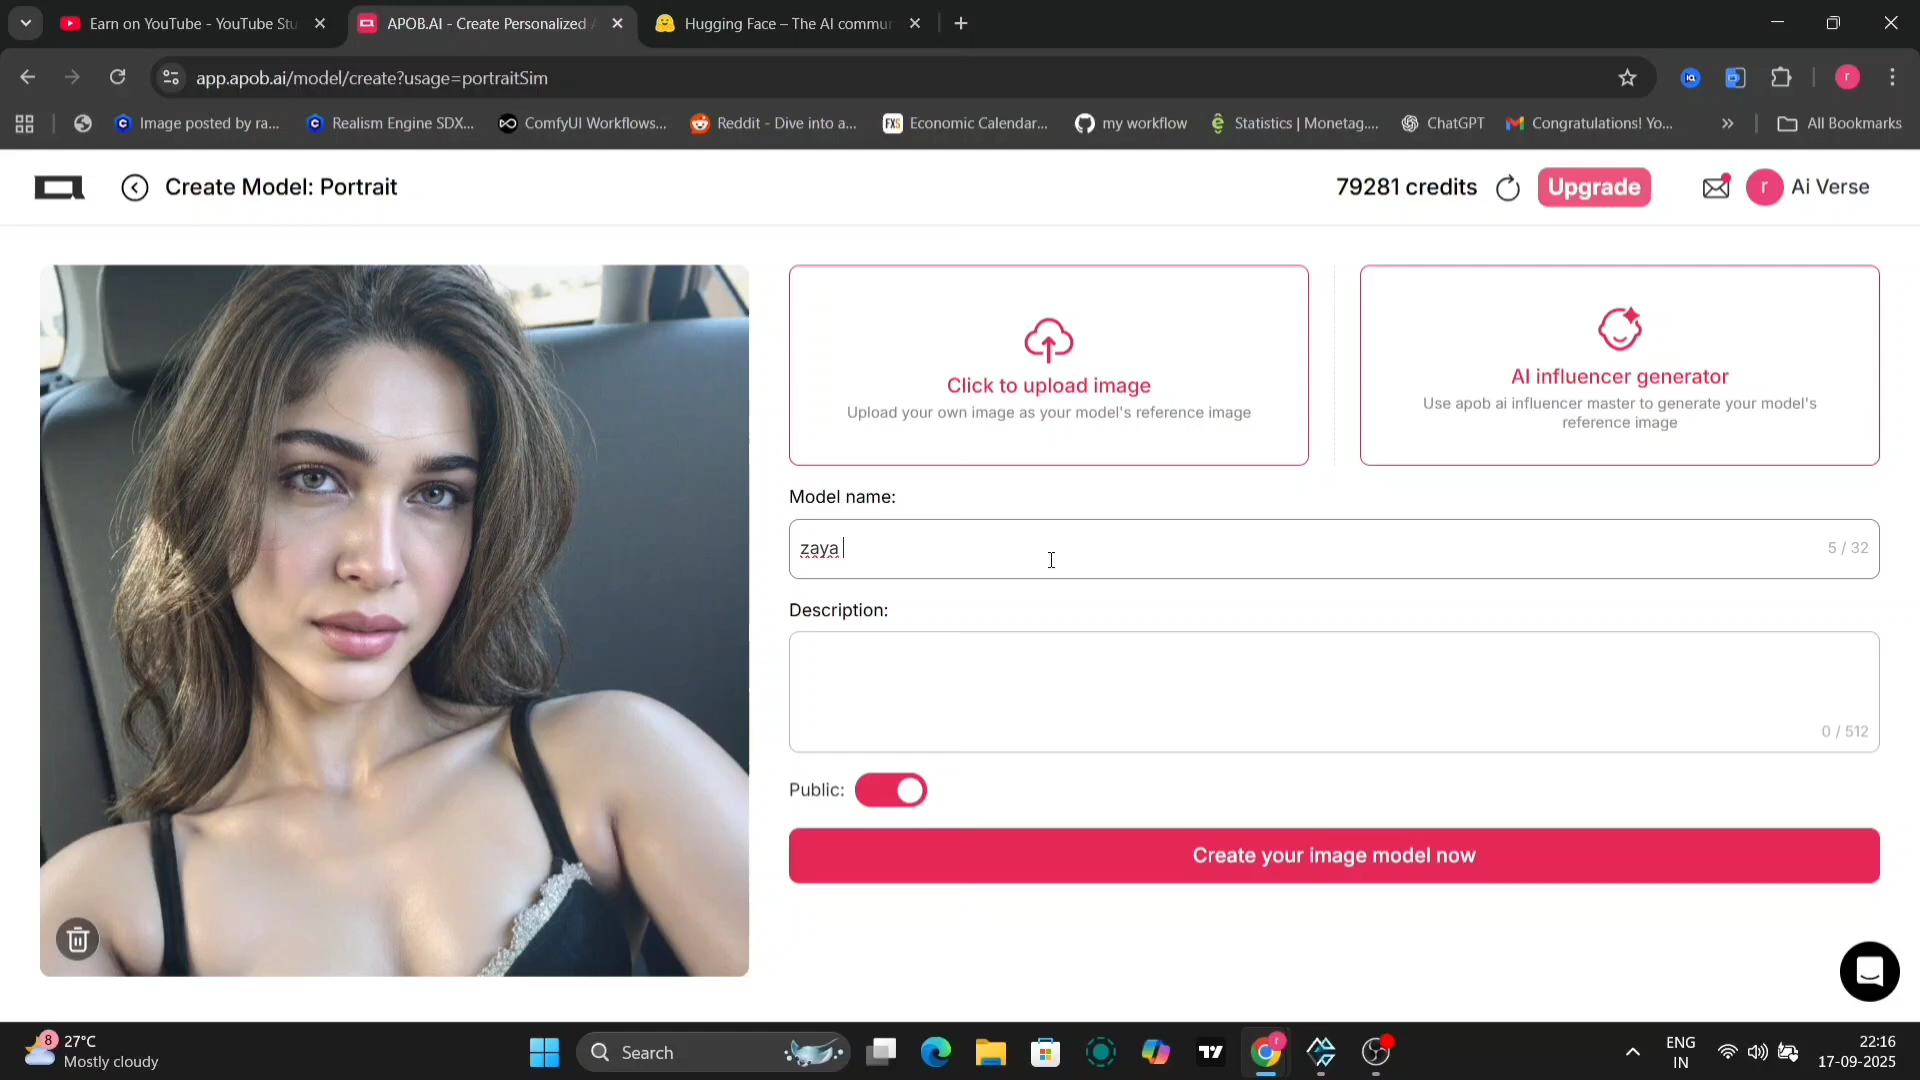 Earn on YouTube - YouTube Stu
APOB.AI - Create Personalized A
Hugging Face – The AI commun
app.apob.ai/model/create?usage=portraitSim
Image posted by ra...
Realism Engine SDX...
ComfyUI Workflows...
Reddit - Dive into a...
FXS
Economic Calendar...
my workflow
Statistics | Monetag....
ChatGPT
Congratulations! Yo...
»
All Bookmarks
Create Model: Portrait
79281 credits
Upgrade
r
Ai Verse
Click to upload image
Upload your own image as your model's reference image
AI influencer generator
Use apob ai influencer master to generate your model's
reference image
Model name:
zaya
5 / 32
Description:
0 / 512
Public:
Create your image model now
8
27°C
Mostly cloudy
Search
ENG
IN
22:16
17-09-2025